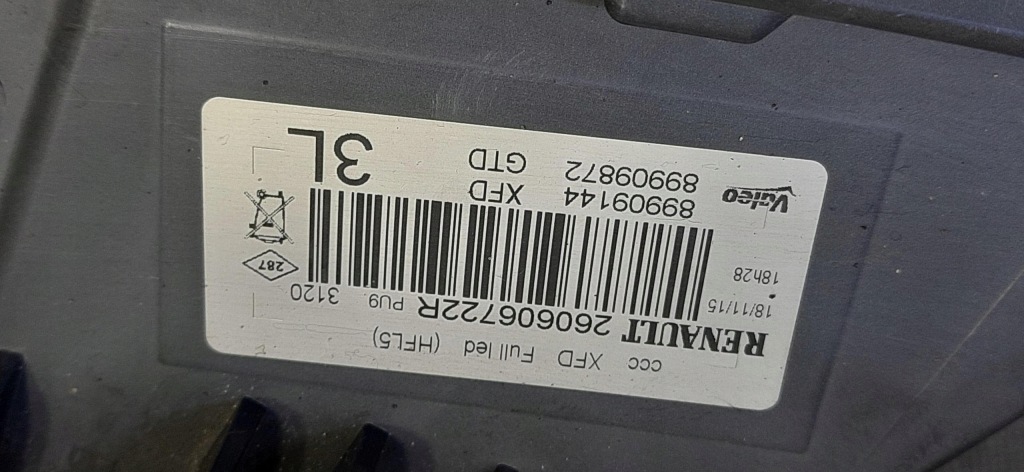 ccc XFD Full led (HFL5)
RENAULT 260606722R PU9. 3120
18/11/15
18h28
287
89909144 XFD
Valeo
89909872 GTD
3L